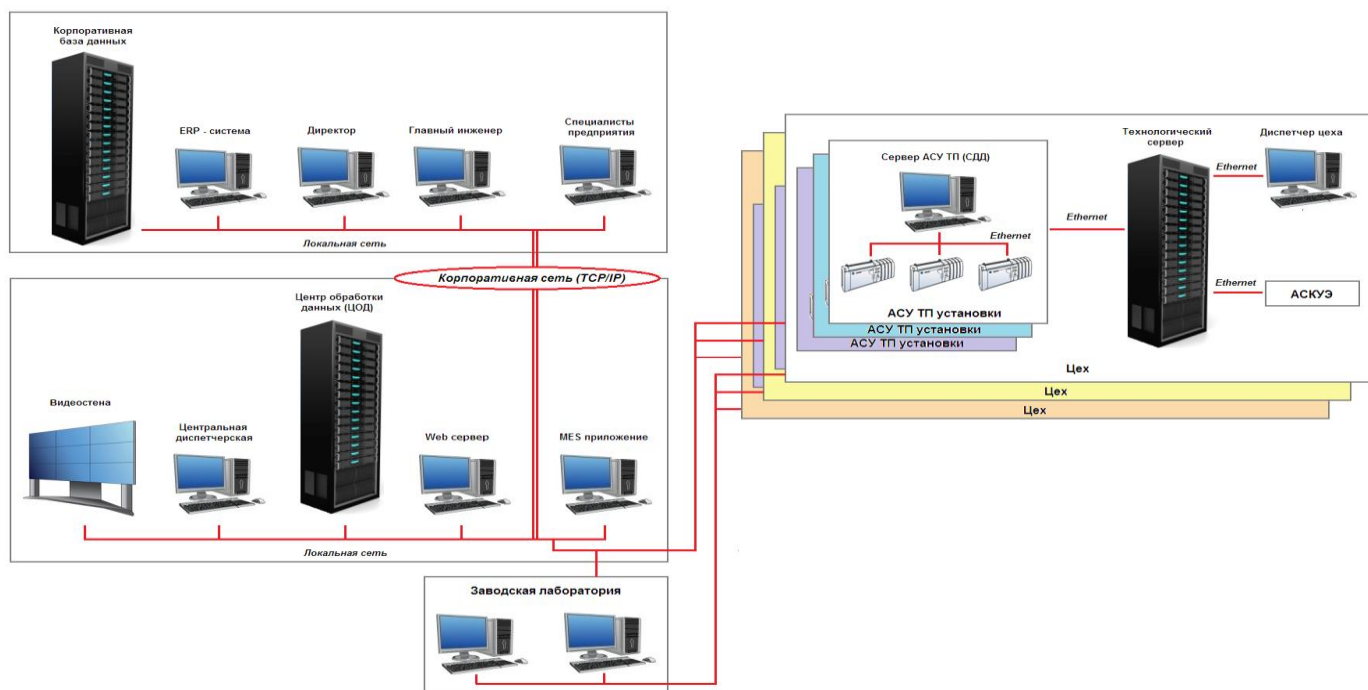 Корпоративная
база данных
ERP - система
Директор
Главный инженер
Специалисты
предприятия
Локальная сеть
Корпоративная сеть (TCP/IP)
Центр обработки
данных (ЦОД)
Видеостена
Центральная
диспетчерская
Web сервер
MES приложение
Локальная сеть
Заводская лаборатория
Сервер АСУ ТП (СДД)
Ethernet
АСУ ТП установки
АСУ ТП установки
АСУ ТП установки
Ethernet
Технологический
сервер
Диспетчер цеха
Ethernet
Ethernet
АСКУЭ
Цех
Цех
Цех